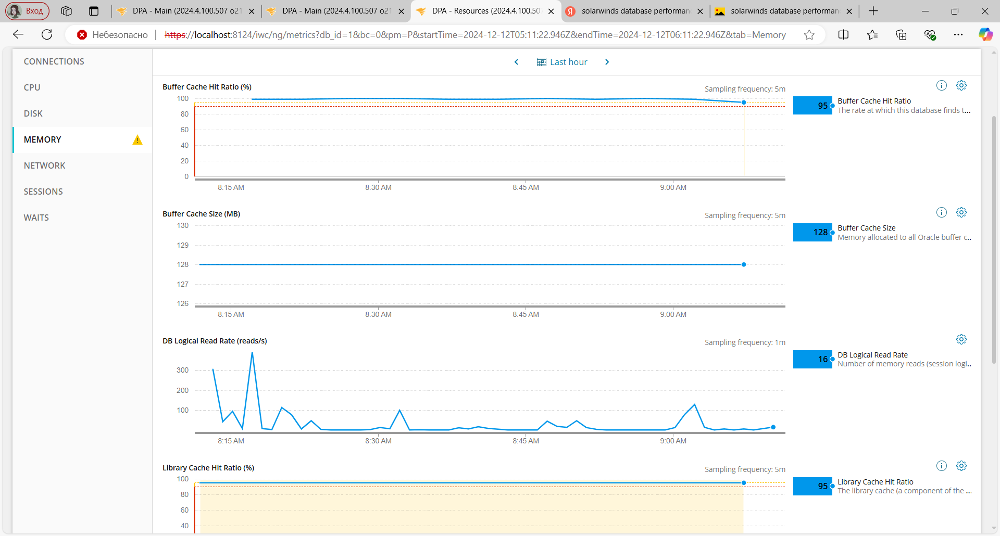 Вход
DPA - Main (2024.4.100.507 o21
DPA - Main (2024.4.100.507 o21
DPA - Resources (2024.4.100.507
Я
solarwinds database performan
solarwinds database performan
Небезопасно
https://localhost:8124/iwc/ng/metrics?db_id=1&bc=0&pm=P&startTime=2024-12-12T05:11:22.946Z&endTime=2024-12-12T06:11:22.946Z&tab=Memory
CONNECTIONS
CPU
DISK
MEMORY
NETWORK
SESSIONS
WAITS
Last hour
Buffer Cache Hit Ratio (%)
Sampling frequency: 5m
100
80
60
40
20
0
8:15 AM
8:30 AM
8:45 AM
9:00 AM
95
Buffer Cache Hit Ratio
The rate at which this database finds t...
Buffer Cache Size (MB)
Sampling frequency: 5m
130
129
128
127
126
8:15 AM
8:30 AM
8:45 AM
9:00 AM
128
Buffer Cache Size
Memory allocated to all Oracle buffer c...
DB Logical Read Rate (reads/s)
Sampling frequency: 1m
300
200
100
8:15 AM
8:30 AM
8:45 AM
9:00 AM
16
DB Logical Read Rate
Number of memory reads (session logi...
Library Cache Hit Ratio (%)
Sampling frequency: 5m
100
80
60
40
95
Library Cache Hit Ratio
The library cache (a component of the ...